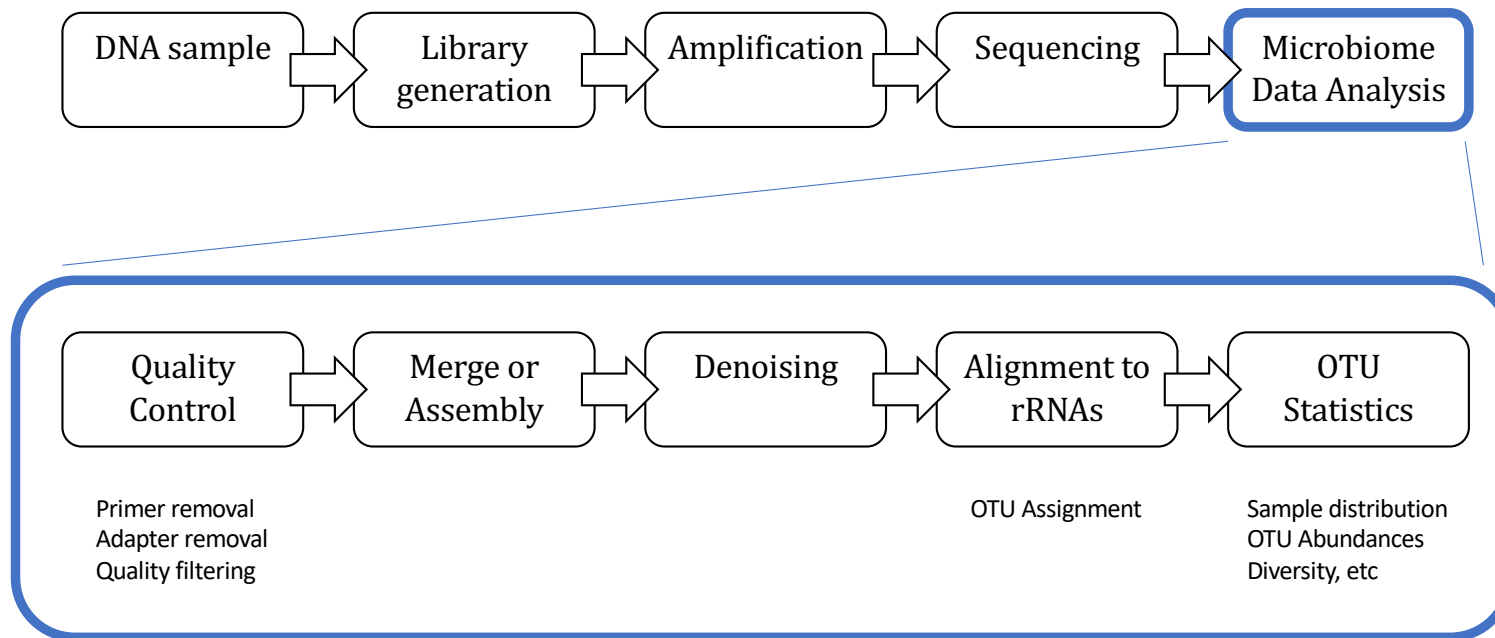 DNA sample
Library
generation
Amplification
Sequencing
Microbiome
Data Analysis
Quality
Control
Merge or
Assembly
Denoising
Alignment to
rRNAs
OTU
Statistics
Primer removal
Adapter removal
Quality filtering
OTU Assignment
Sample distribution
OTU Abundances
Diversity, etc